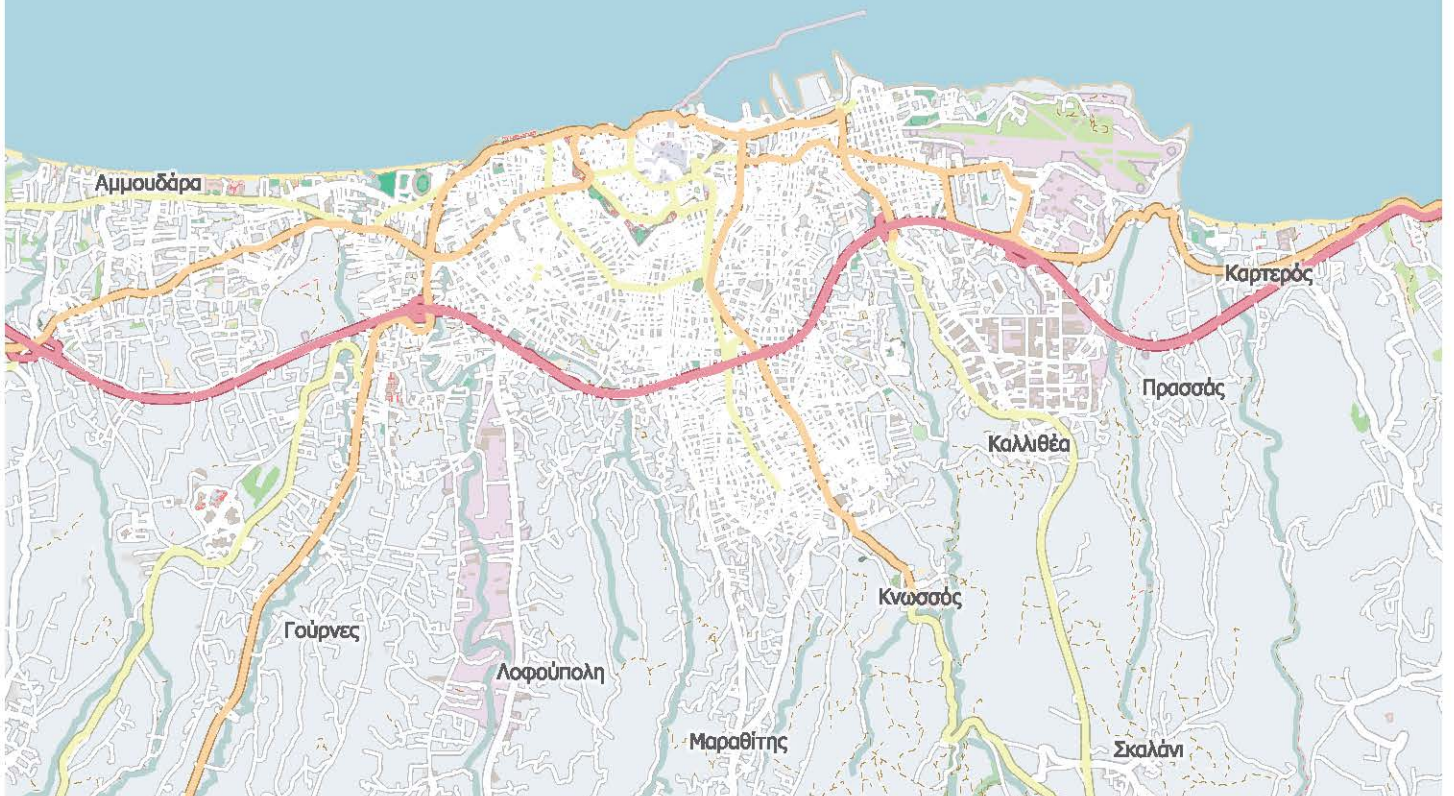 Αμμουδάρα
Καρτερός
Πρασσάς
Καλλιθέα
Κνωσσός
Γούρνες
Λοφούπολη
Μαραθίτης
Σκαλάνι